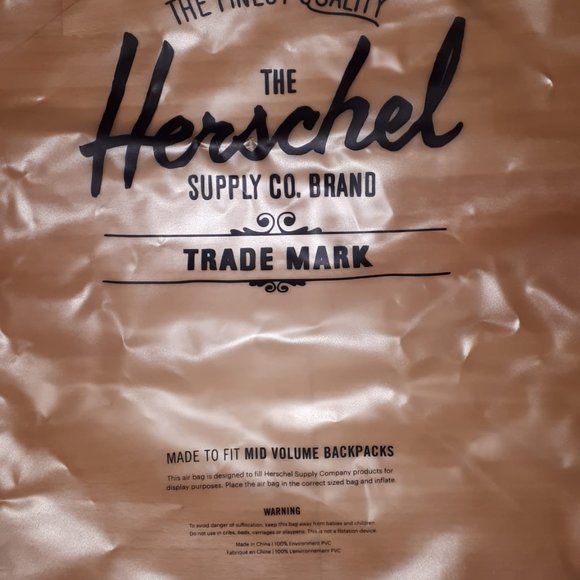 THE FINEST QUALITY
THE
Herschel
SUPPLY CO. BRAND
TRADE MARK
MADE TO FIT MID VOLUME BACKPACKS
This air bag is designed to fill Herschel Supply Company products for
display purposes. Place the air bag in the correct sized bag and inflate.
WARNING
To avoid danger of suffocation, keep this bag away from babies and children.
Do not use in cribs, beds, carriages or playpens. This is not a flotation device.
Made in China | 100% Environment PVC
Fabriqué en Chine | 100% L'environnement PVC